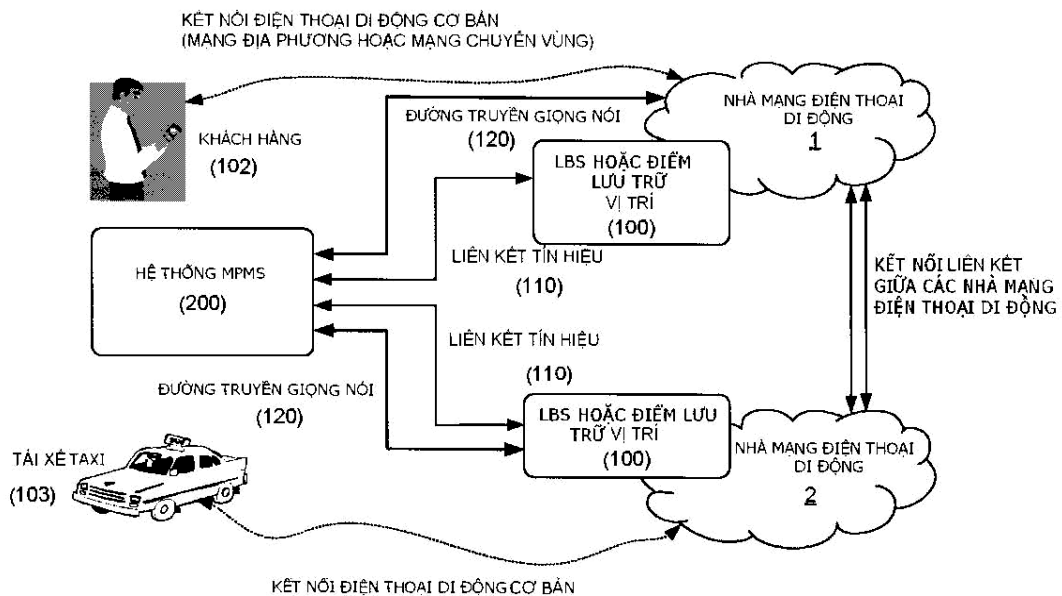 KẾT NỐI ĐIỆN THOẠI DI ĐỘNG CƠ BẢN
(MẠNG ĐỊA PHƯƠNG HOẶC MẠNG CHUYỂN VÙNG)
NHÀ MẠNG ĐIỆN THOẠI
DI ĐỘNG
1
KHÁCH HÀNG
(102)
ĐƯỜNG TRUYỀN GIỌNG NÓI
(120)
LBS HOẶC ĐIỂM
LƯU TRỮ
VỊ TRÍ
(100)
HỆ THỐNG MPMS
(200)
LIÊN KẾT TÍN HIỆU
(110)
KẾT NỐI LIÊN KẾT
GIỮA CÁC NHÀ MẠNG
ĐIỆN THOẠI DI ĐỘNG
LIÊN KẾT TÍN HIỆU
(110)
ĐƯỜNG TRUYỀN GIỌNG NÓI
(120)
LBS HOẶC ĐIỂM LƯU
TRỮ VỊ TRÍ
(100)
NHÀ MẠNG ĐIỆN THOẠI
DI ĐỘNG
2
TÀI XẾ TAXI
(103)
KẾT NỐI ĐIỆN THOẠI DI ĐỘNG CƠ BẢN